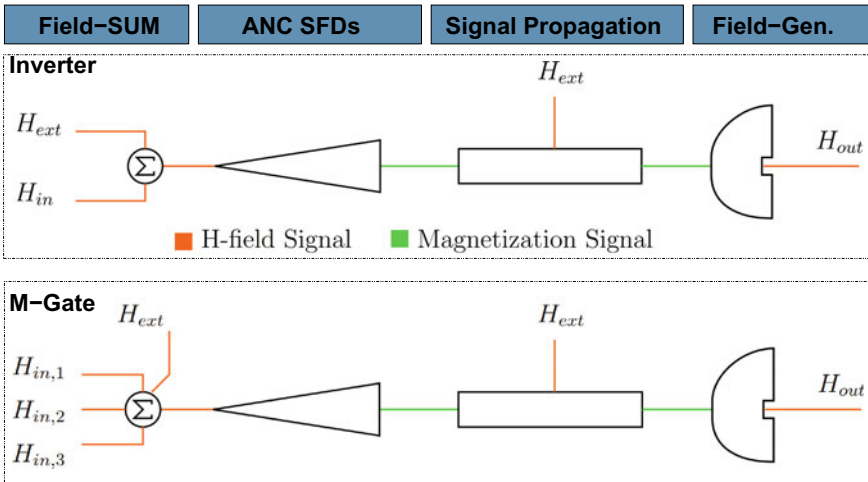 Field−SUM ANC SFDs Signal Propagation Field−Gen.
Inverter
H_ext
H_ext
H_out
Σ
H_in
H-field Signal Magnetization Signal
M−Gate
H_ext H_ext
H_in,1
H_out
H_in,2 Σ
H_in,3